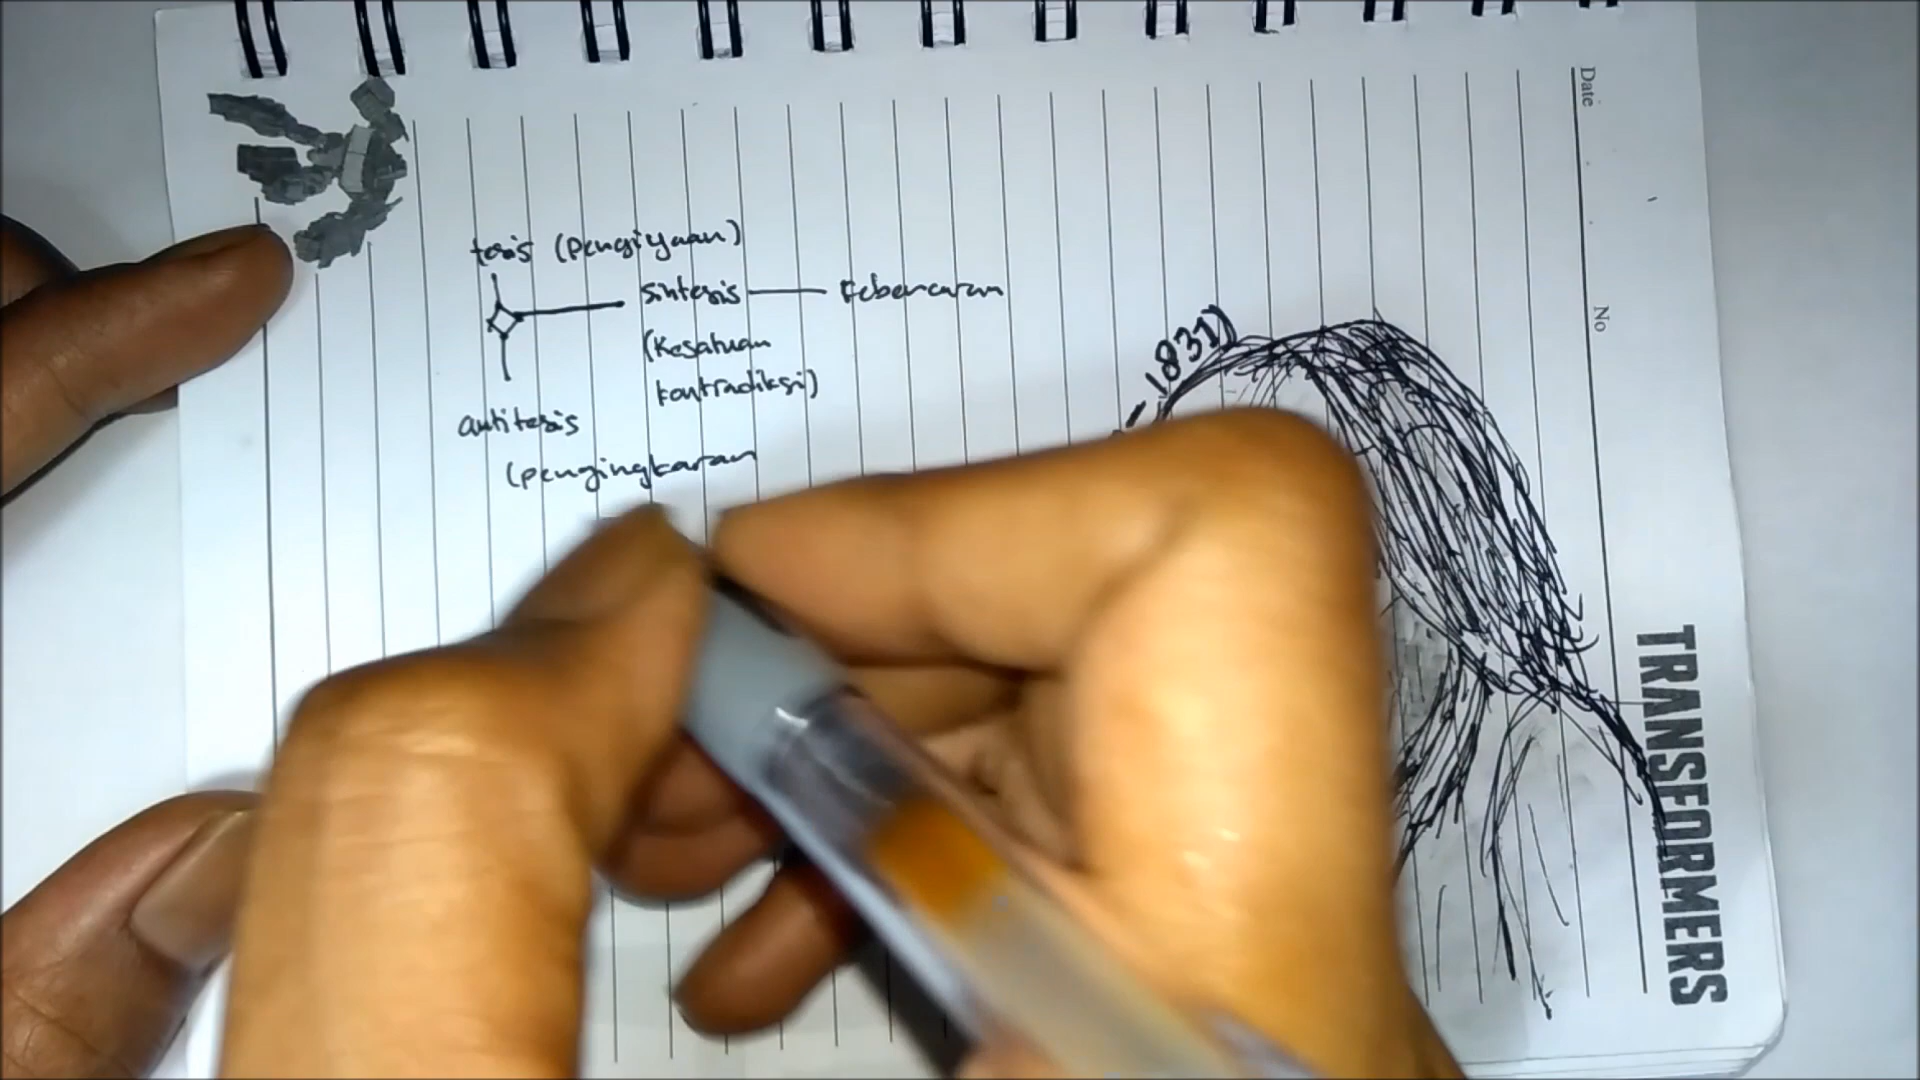 tesis (pengiyaan)
sintesis — kebenaran
(Kesatuan
kontradiksi)
antitesis
(pengingkaran
1831)
Date
No
TRANSFORMERS